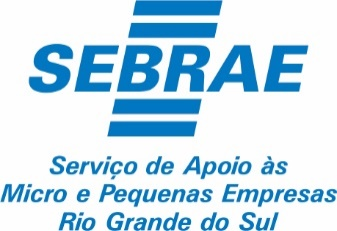 SEBRAE
Serviço de Apoio às
Micro e Pequenas Empresas
Rio Grande do Sul